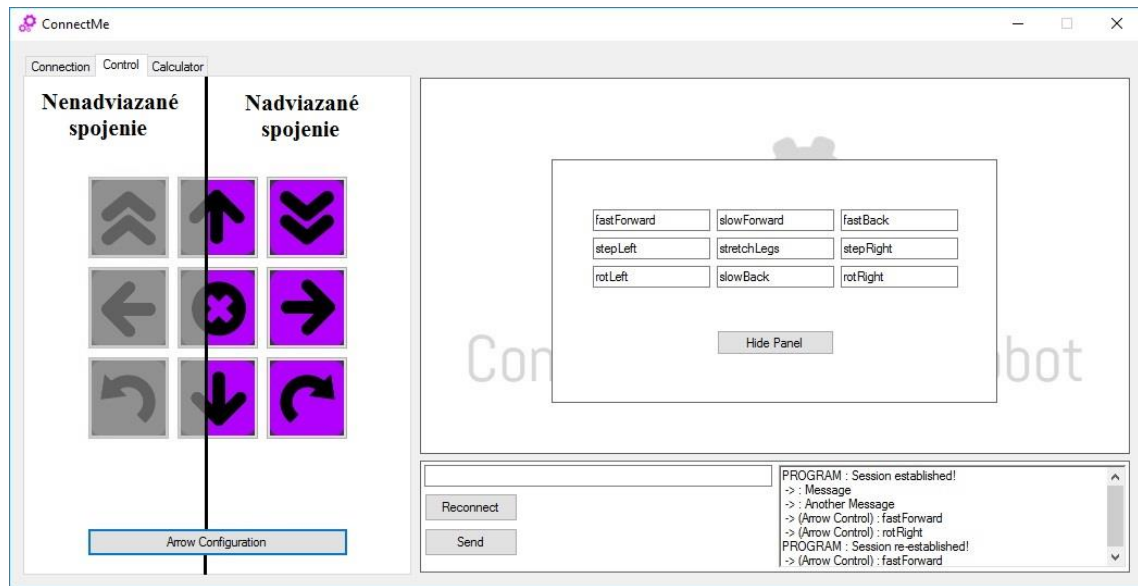 ConnectMe
Connection Control Calculator
Nenadviazané
spojenie
Nadviazané
spojenie
Arrow Configuration
fastForward slowForward fastBack
stepLeft stretchLegs stepRight
rotLeft slowBack rotRight
Hide Panel
Reconnect
Send
PROGRAM : Session established!
-> : Message
-> : Another Message
-> (Arrow Control) : fastForward
-> (Arrow Control) : rotRight
PROGRAM : Session re-established!
-> (Arrow Control) : fastForward